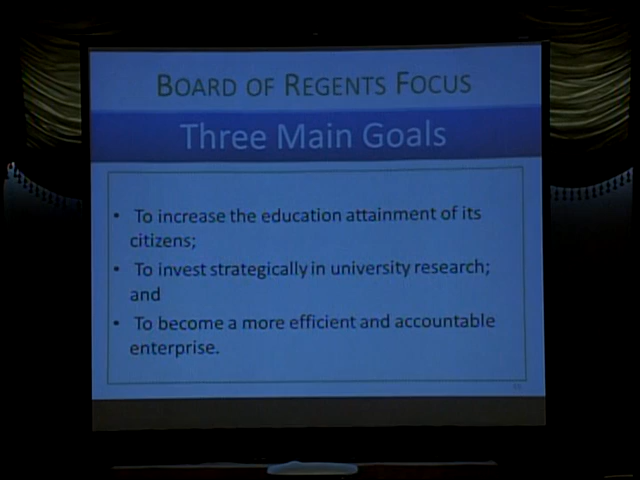 BOARD OF REGENTS FOCUS
Three Main Goals
• To increase the education attainment of its
citizens;
• To invest strategically in university research;
and
• To become a more efficient and accountable
enterprise.